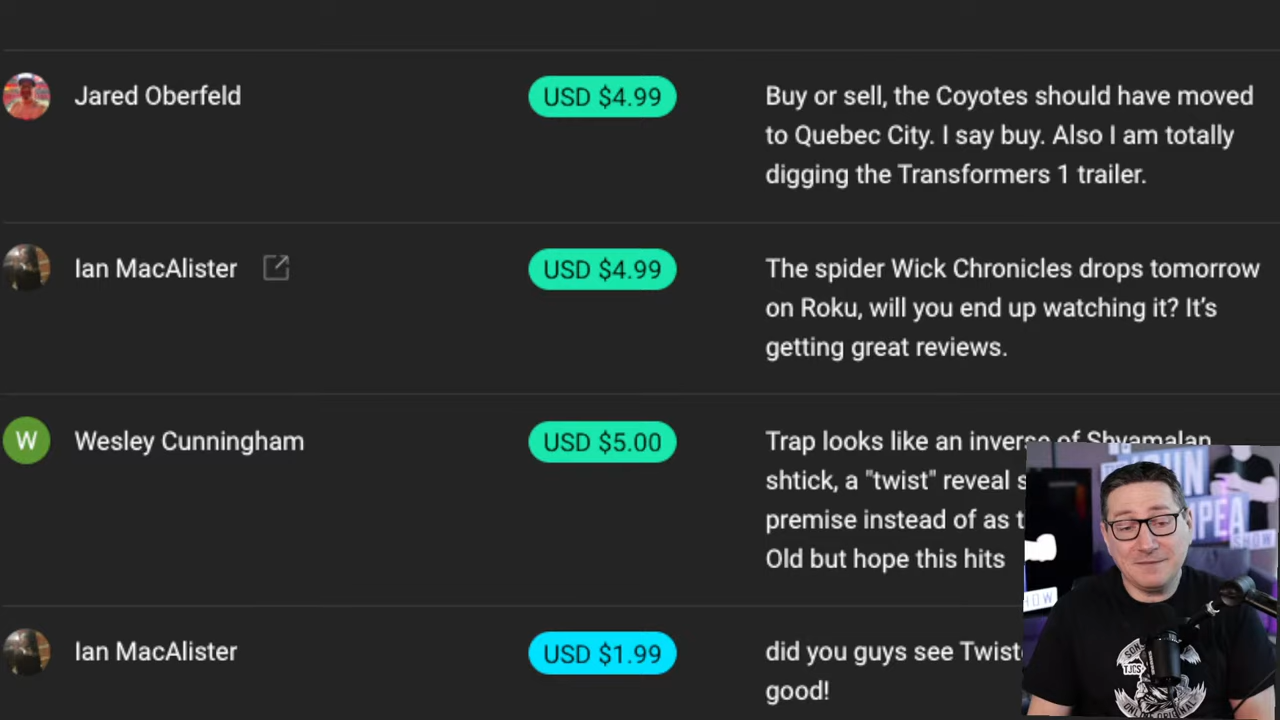 Jared Oberfeld
USD $4.99
Buy or sell, the Coyotes should have moved
to Quebec City. I say buy. Also I am totally
digging the Transformers 1 trailer.
Ian MacAlister
USD $4.99
The spider Wick Chronicles drops tomorrow
on Roku, will you end up watching it? It's
getting great reviews.
W
Wesley Cunningham
USD $5.00
Trap looks like an inverse of Shyamalan
shtick, a "twist" reveal
premise instead of as
Old but hope this hits
Ian MacAlister
USD $1.99
did you guys see
good!
TJCS